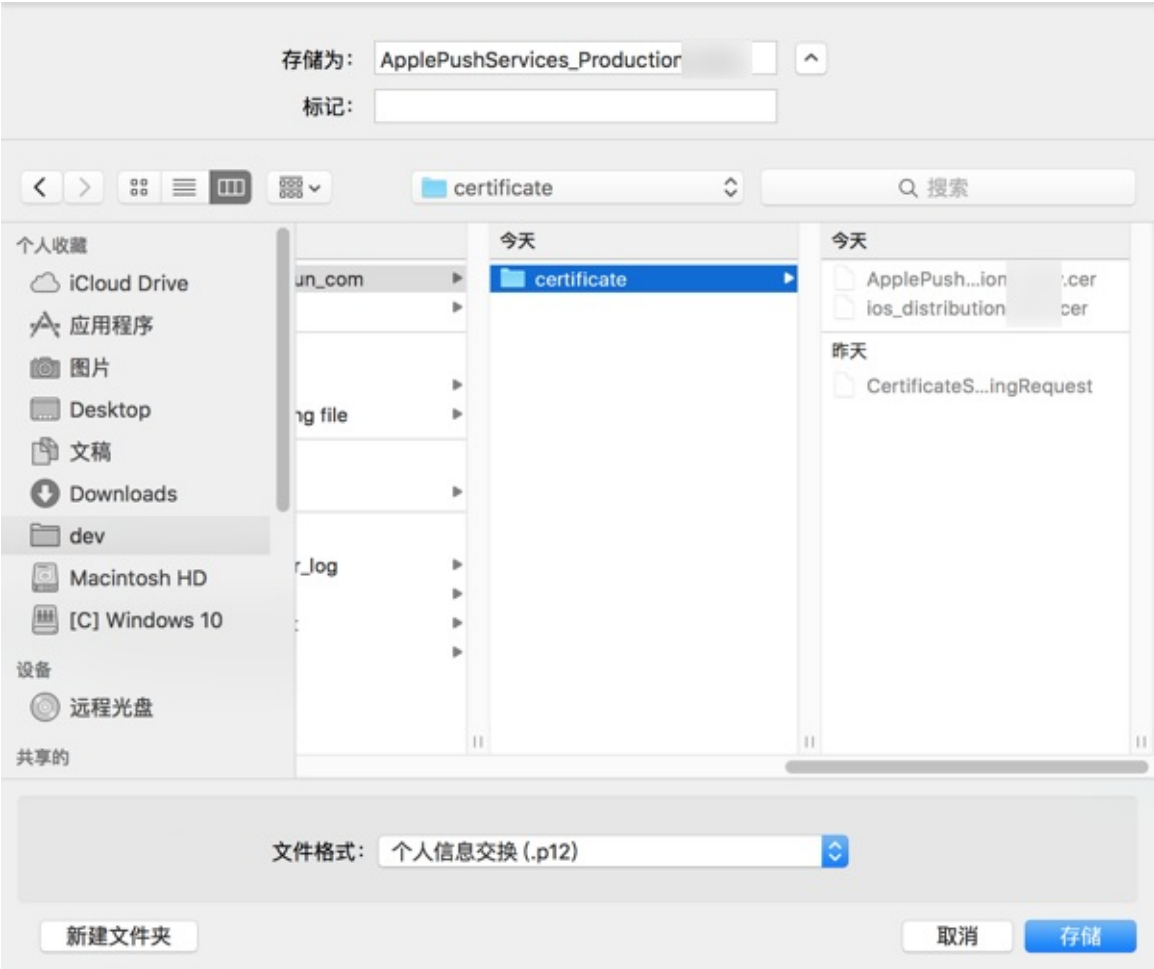 存储为： ApplePushServices_Production
标记：
certificate
搜索
个人收藏
iCloud Drive
应用程序
图片
Desktop
文稿
Downloads
dev
Macintosh HD
[C] Windows 10
设备
远程光盘
共享的
un_com
ng file
r_log
今天
certificate
今天
ApplePush...ion .cer
ios_distribution cer
昨天
CertificateS...ingRequest
文件格式： 个人信息交换 (.p12)
新建文件夹
取消
存储